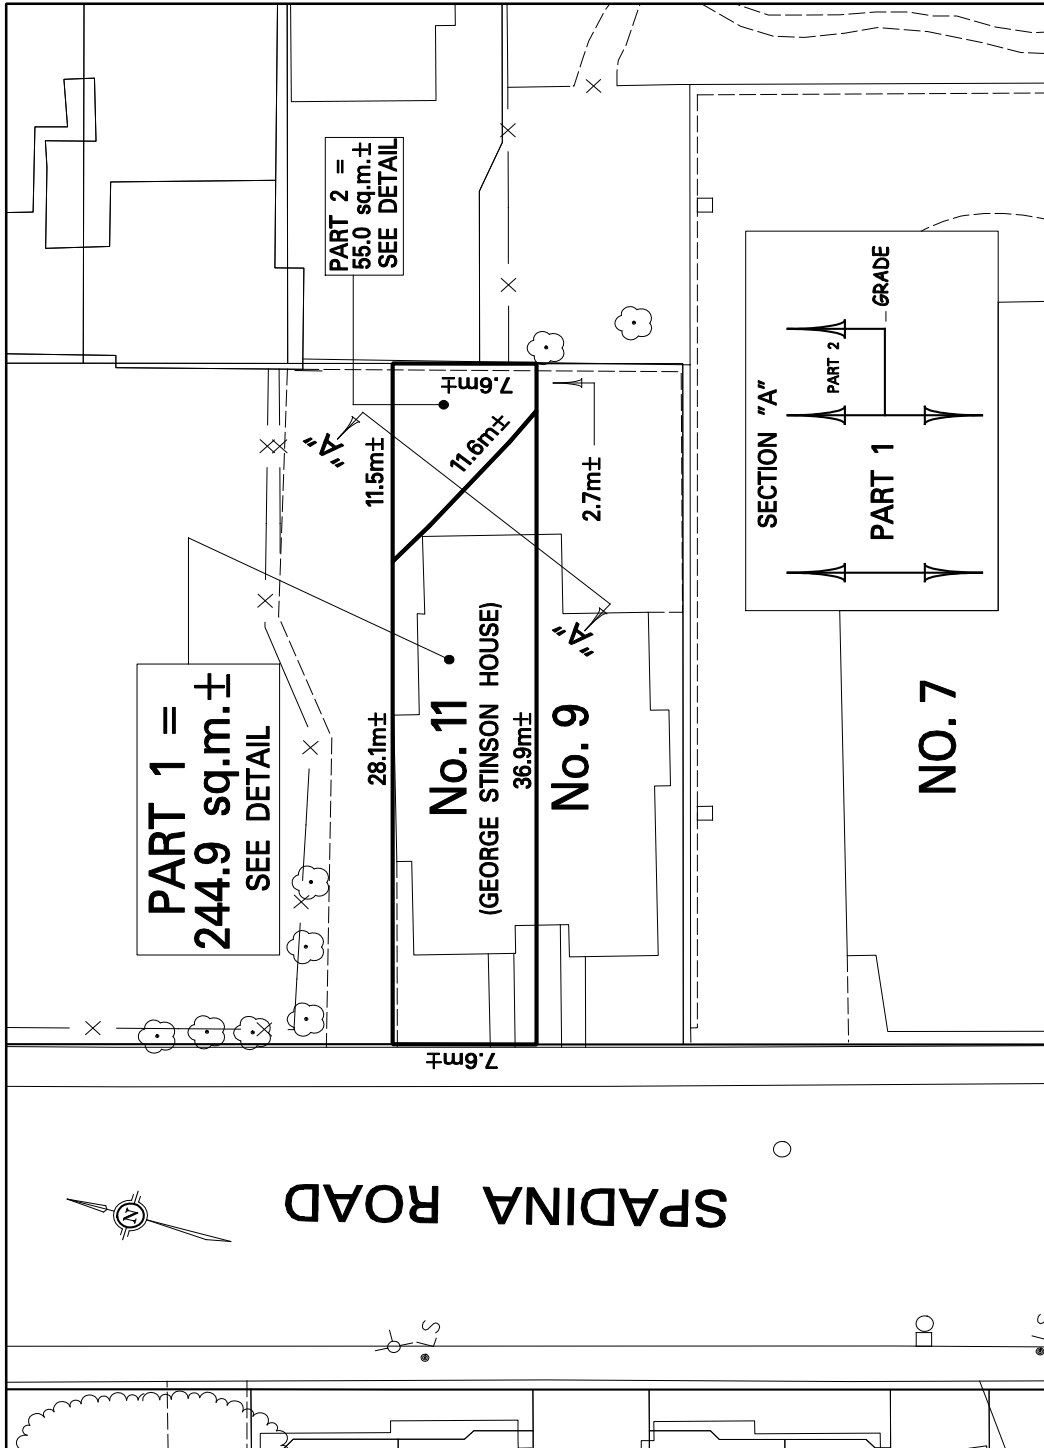 PART 2 =
55.0 sq.m.±
SEE DETAIL
7.6m±
"A"
11.5m±
11.6m±
2.7m±
"A"
SECTION "A"
PART 2
GRADE
PART 1
PART 1 =
244.9 sq.m.±
SEE DETAIL
28.1m±
No. 11
(GEORGE STINSON HOUSE)
36.9m±
No. 9
NO. 7
7.6m±
SPADINA ROAD
N
LS